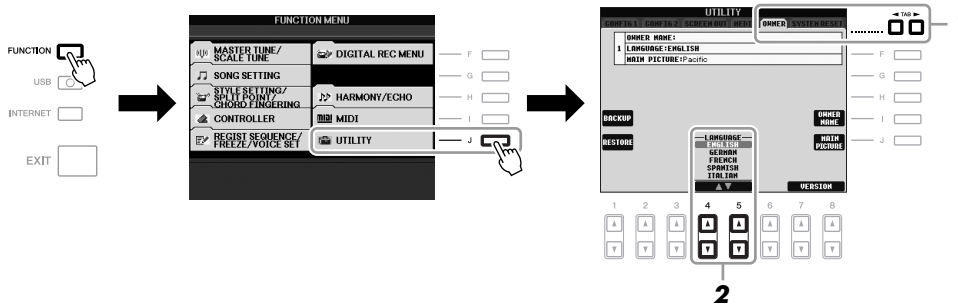 FUNCTION
USB
INTERNET
EXIT
FUNCTION MENU
MASTER TUNE/
SCALE TUNE
DIGITAL REC MENU
SONG SETTING
STYLE SETTING/
SPLIT POINT/
CHORD FINGERING
HARMONY/ECHO
CONTROLLER
MIDI MIDI
REGIST SEQUENCE/
FREEZE/VOICE SET
UTILITY
F
G
H
I
J
UTILITY
CONFIG 1 CONFIG 2 SCREEN OUT MEDIA OWNER SYSTEM RESET
OWNER NAME:
1 LANGUAGE:ENGLISH
MAIN PICTURE:Pacific
BACKUP
OWNER
NAME
RESTORE
MAIN
PICTURE
LANGUAGE
ENGLISH
GERMAN
FRENCH
SPANISH
ITALIAN
▲▼
VERSION
◄ TAB ►
F
G
H
I
J
1 2 3 4 5 6 7 8
2